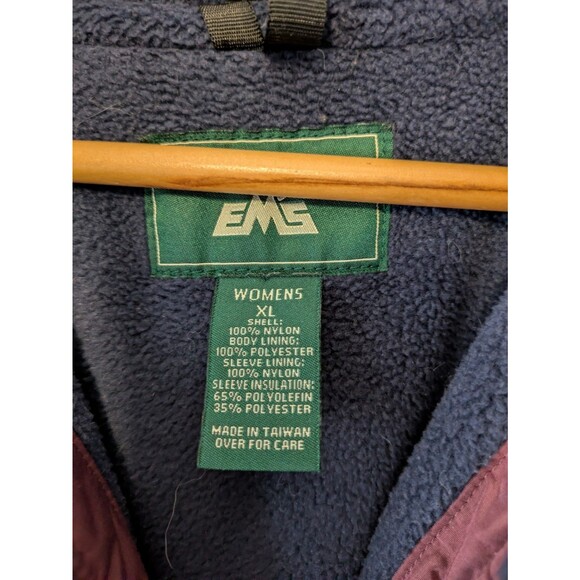 EMS
WOMENS
XL
SHELL:
100% NYLON
BODY LINING:
100% POLYESTER
SLEEVE LINING:
100% NYLON
SLEEVE INSULATION:
65% POLYOLEFIN
35% POLYESTER
MADE IN TAIWAN
OVER FOR CARE